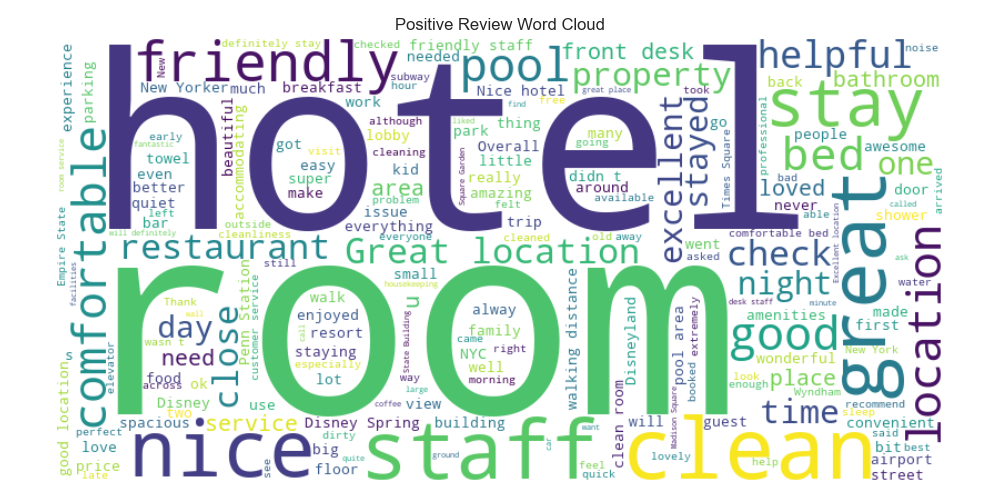 Positive Review Word Cloud
hotel
room
friendly
pool
helpful
stay
great
nice
staff
clean
comfortable
restaurant
Great location
location
property
front desk
bathroom
bed
one
excellent
stayed
check
night
good
time
place
close
day
need
service
experience
parking
definitely stay
checked
friendly staff
needed
subway
hour
New
New Yorker
much
breakfast
Nice hotel
great place
work
find
free
took
back
noise
although
liked
park
thing
many
going
go
people
awesome
professional
Times Square
early
fantastic
towel
even
better
quiet
left
bar
will definitely
beautiful
accommodating
outside
cleanliness
got
lobby
visit
easy
super
make
cleaning
kid
area
problem
issue
everything
everyone
Square Garden
Overall
little
really
amazing
felt
trip
cleaned
didn t
around
available
old
away
loved
bad
never
able
door
shower
arrived
called
comfortable bed
Excellent location
went
asked
room service
Empire State
facilities
still
small
housekeeping
u
walk
enjoyed
resort
call
staying
especially
lot
State Building
way
large
alway
family
came
right
NYC
well
morning
walking distance
Disneyland
pool area
booked
extremely
desk staff
minute
amenities
wonderful
look
enough
Wyndham
made
first
water
ask
New York
recommend
sleep
convenient
said
bit
best
airport
street
Thank
wall
wasn t
Penn Station
customer service
s
elevator
food
ok
across
Disney
two
use
spacious
Disney Spring
coffee
view
building
good location
perfect
love
price
late
dirty
big
floor
see
quite
ground
car
want
feel
quick
clean room
will
Madison Square
lovely
guest
help